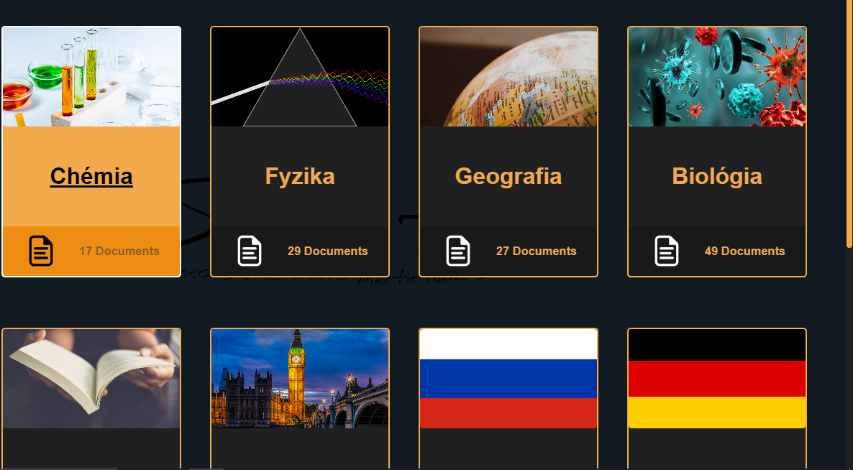 Chémia
Fyzika
Geografia
Biológia
17 Documents
29 Documents
27 Documents
49 Documents